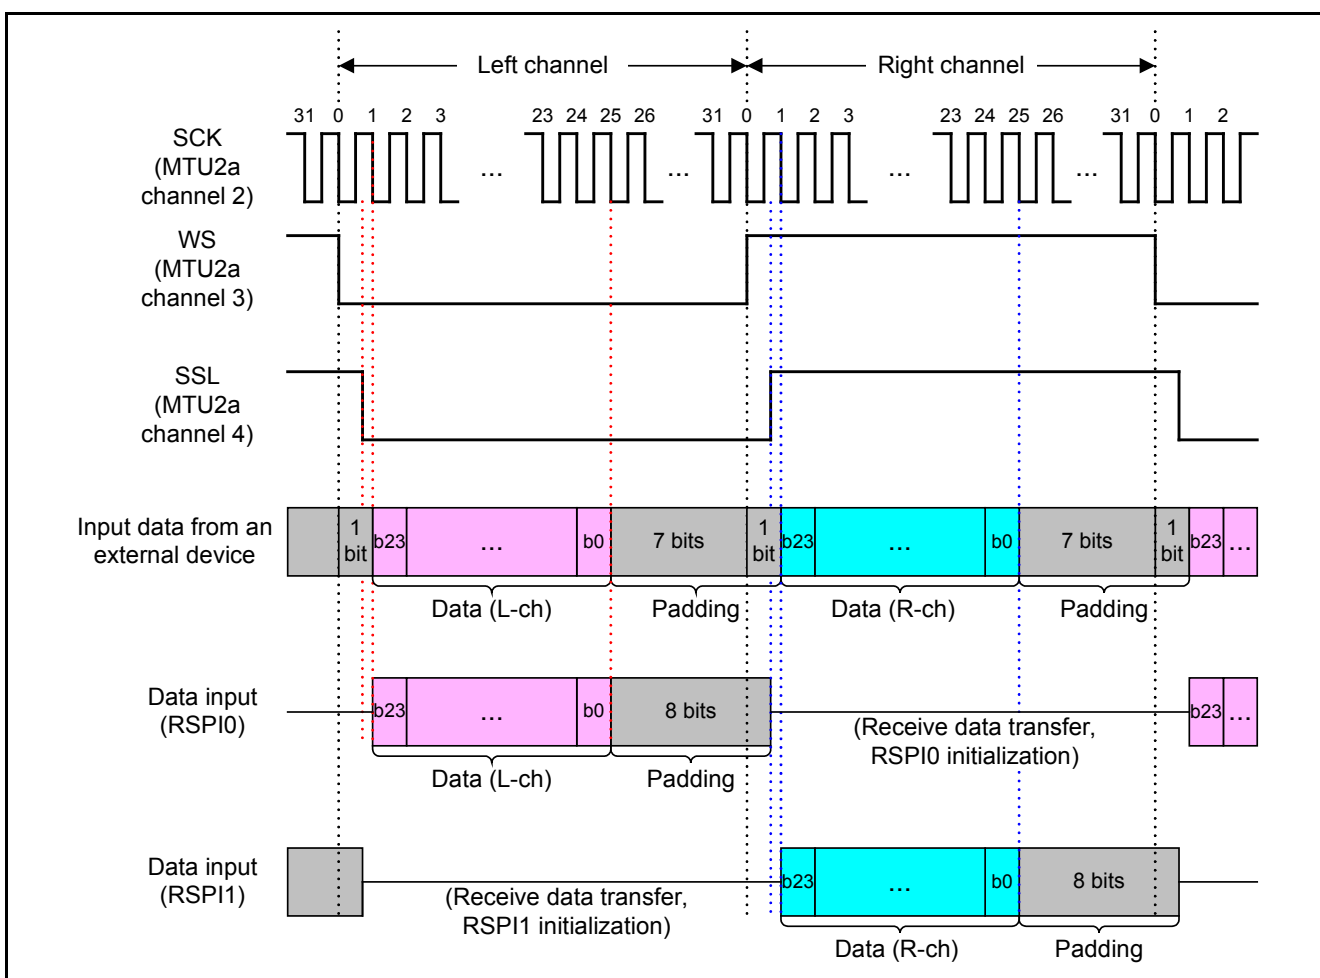 Left channel Right channel
31 0 1 2 3 23 24 25 26 31 0 1 2 3 23 24 25 26 31 0 1 2
SCK
(MTU2a
channel 2)
... ... ... ...
WS
(MTU2a
channel 3)
SSL
(MTU2a
channel 4)
Input data from an
external device
1
bit
b23 ... b0 7 bits
1
bit
b23 ... b0 7 bits
1
bit
b23 ...
Data (L-ch) Padding Data (R-ch) Padding
Data input
(RSPI0)
b23 ... b0 8 bits
(Receive data transfer,
RSPI0 initialization)
b23 ...
Data (L-ch) Padding
Data input
(RSPI1)
(Receive data transfer,
RSPI1 initialization)
b23 ... b0 8 bits
Data (R-ch) Padding